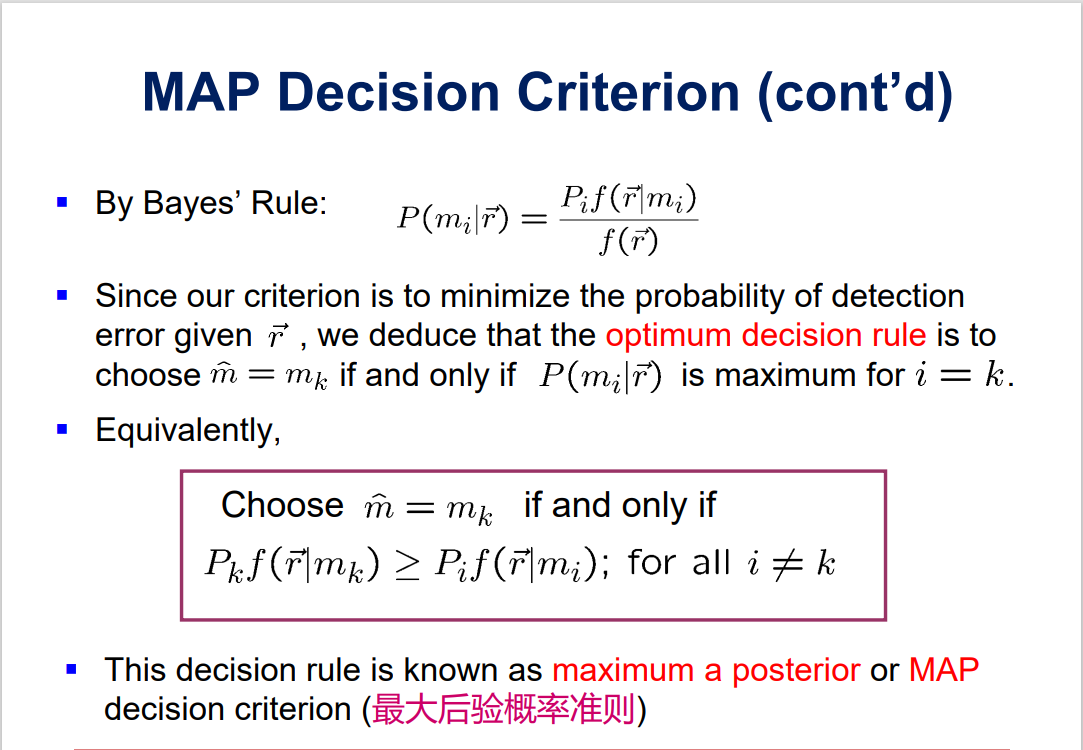 MAP Decision Criterion (cont’d)
▪ By Bayes’ Rule: $P(m_i|\vec{r}) = \frac{P_i f(\vec{r}|m_i)}{f(\vec{r})}$
▪ Since our criterion is to minimize the probability of detection
error given $\vec{r}$ , we deduce that the optimum decision rule is to
choose $\hat{m} = m_k$ if and only if $P(m_i|\vec{r})$ is maximum for $i = k$.
▪ Equivalently,
Choose $\hat{m} = m_k$ if and only if
$P_k f(\vec{r}|m_k) \geq P_i f(\vec{r}|m_i)$; for all $i \neq k$
▪ This decision rule is known as maximum a posterior or MAP
decision criterion (最大后验概率准则)